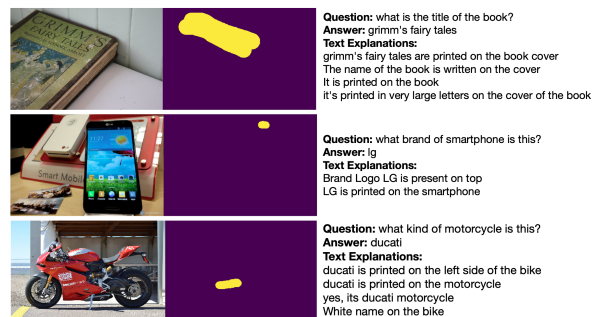 GRIMM'S
FAIRY TALES
Question: what is the title of the book?
Answer: grimm's fairy tales
Text Explanations:
grimm's fairy tales are printed on the book cover
The name of the book is written on the cover
It is printed on the book
it's printed in very large letters on the cover of the book
Smart Mobile
Question: what brand of smartphone is this?
Answer: lg
Text Explanations:
Brand Logo LG is present on top
LG is printed on the smartphone
Question: what kind of motorcycle is this?
Answer: ducati
Text Explanations:
ducati is printed on the left side of the bike
ducati is printed on the motorcycle
yes, its ducati motorcycle
White name on the bike